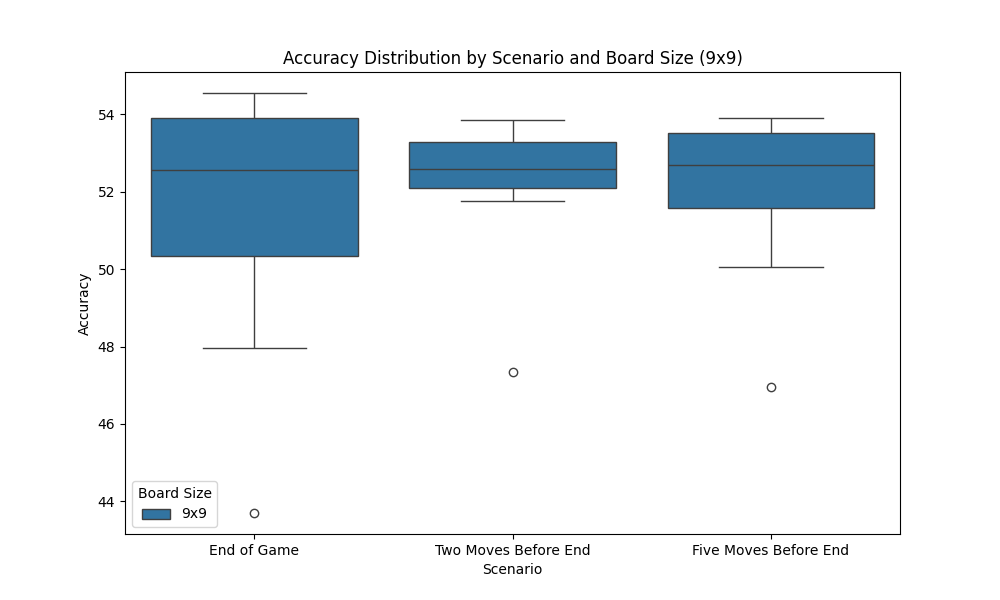 Accuracy Distribution by Scenario and Board Size (9x9)
Accuracy
54
52
50
48
46
44
Board Size
9x9
End of Game
Two Moves Before End
Five Moves Before End
Scenario